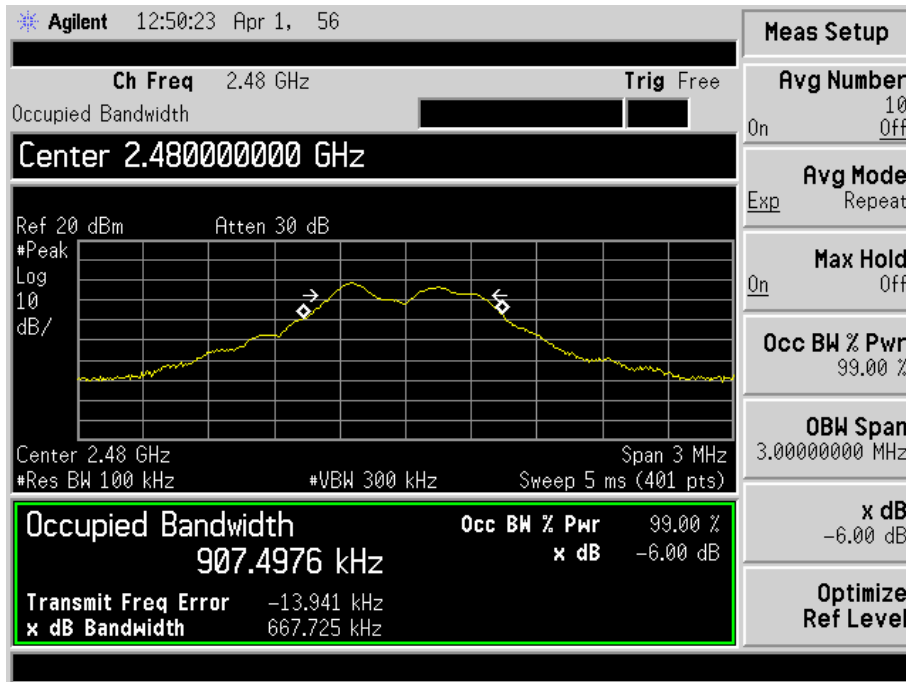 Agilent 12:50:23 Apr 1, 56
Ch Freq 2.48 GHz Trig Free
Occupied Bandwidth
Center 2.480000000 GHz
Ref 20 dBm Atten 30 dB
#Peak
Log
10
dB/
Center 2.48 GHz Span 3 MHz
#Res BW 100 kHz #VBW 300 kHz Sweep 5 ms (401 pts)
Occupied Bandwidth Occ BW % Pwr 99.00 %
907.4976 kHz x dB -6.00 dB
Transmit Freq Error -13.941 kHz
x dB Bandwidth 667.725 kHz
Meas Setup
Avg Number
10
On Off
Avg Mode
Exp Repeat
Max Hold
On Off
Occ BW % Pwr
99.00 %
OBW Span
3.00000000 MHz
x dB
-6.00 dB
Optimize
Ref Level